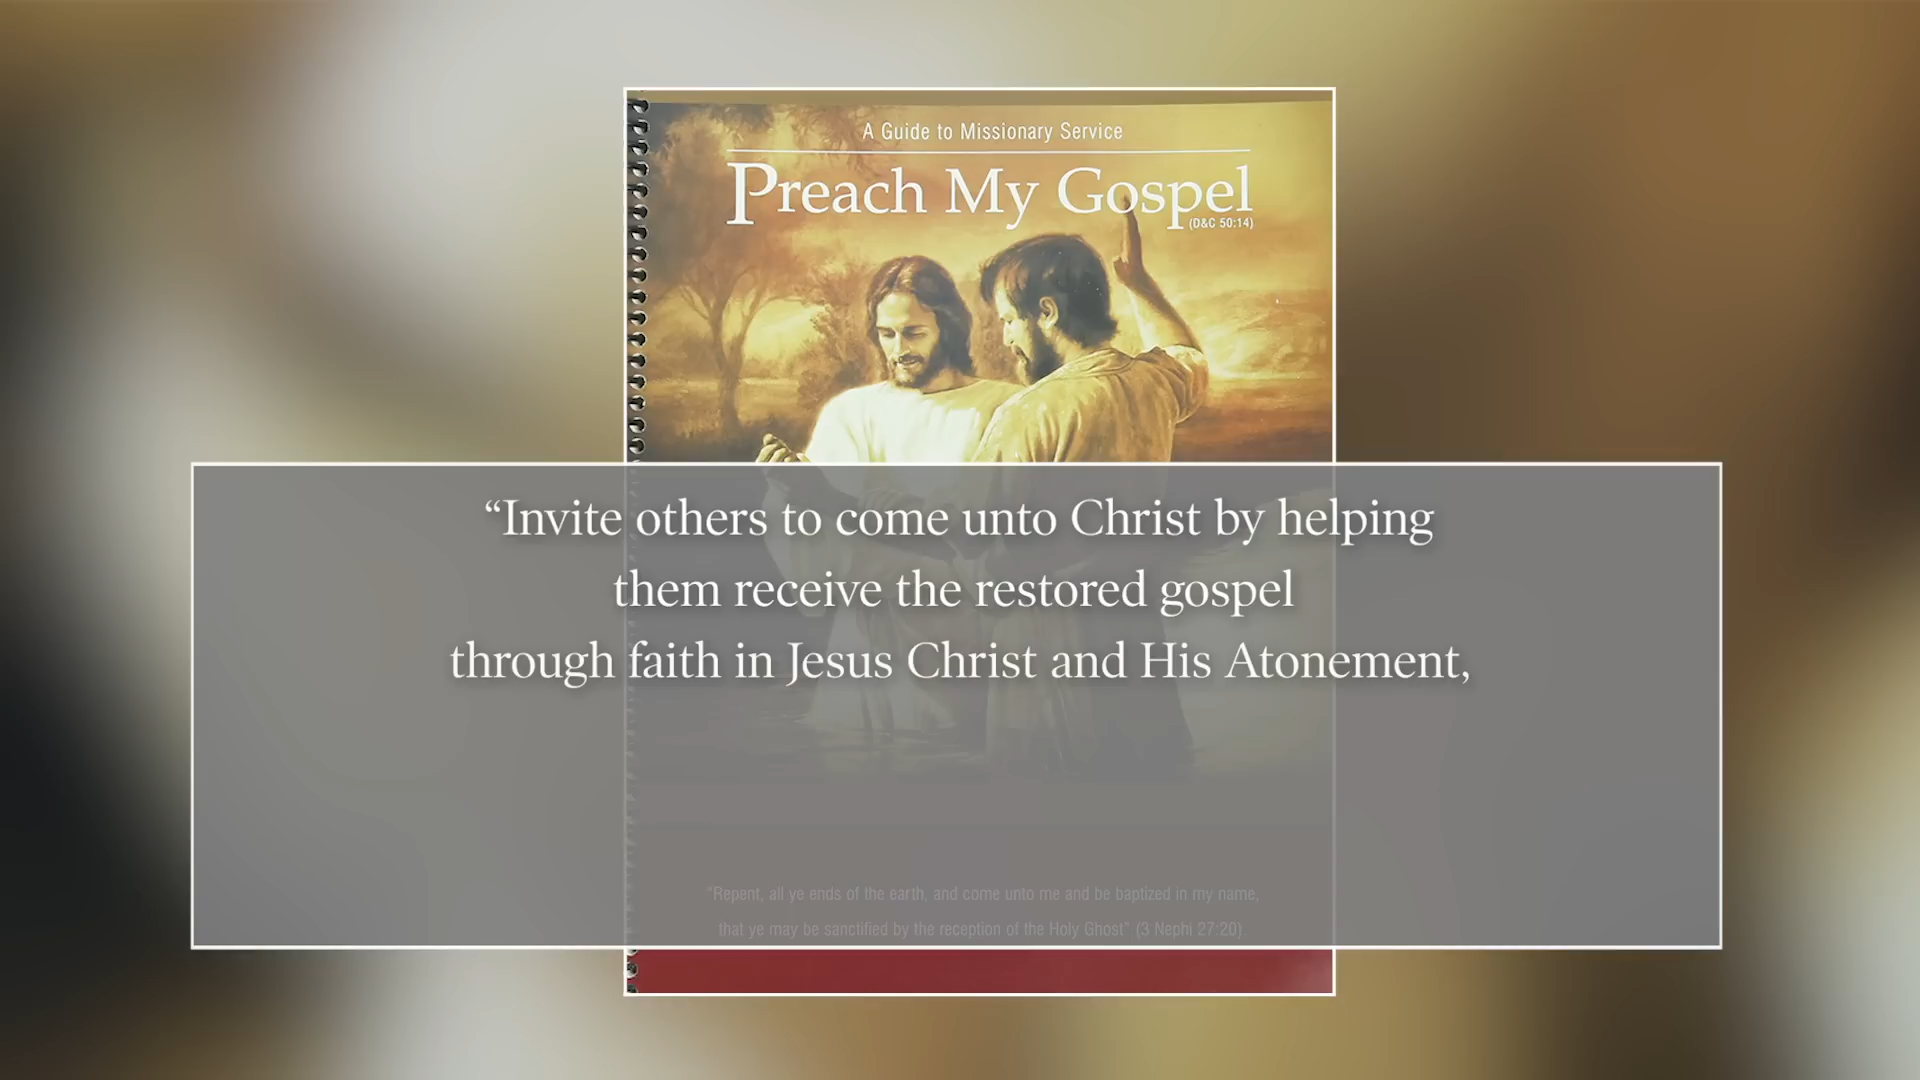 A Guide to Missionary Service
Preach My Gospel
(D&C 50:14)
“Invite others to come unto Christ by helping
them receive the restored gospel
through faith in Jesus Christ and His Atonement,
"Repent, all ye ends of the earth, and come unto me and be baptized in my name,
that ye may be sanctified by the reception of the Holy Ghost" (3 Nephi 27:20)